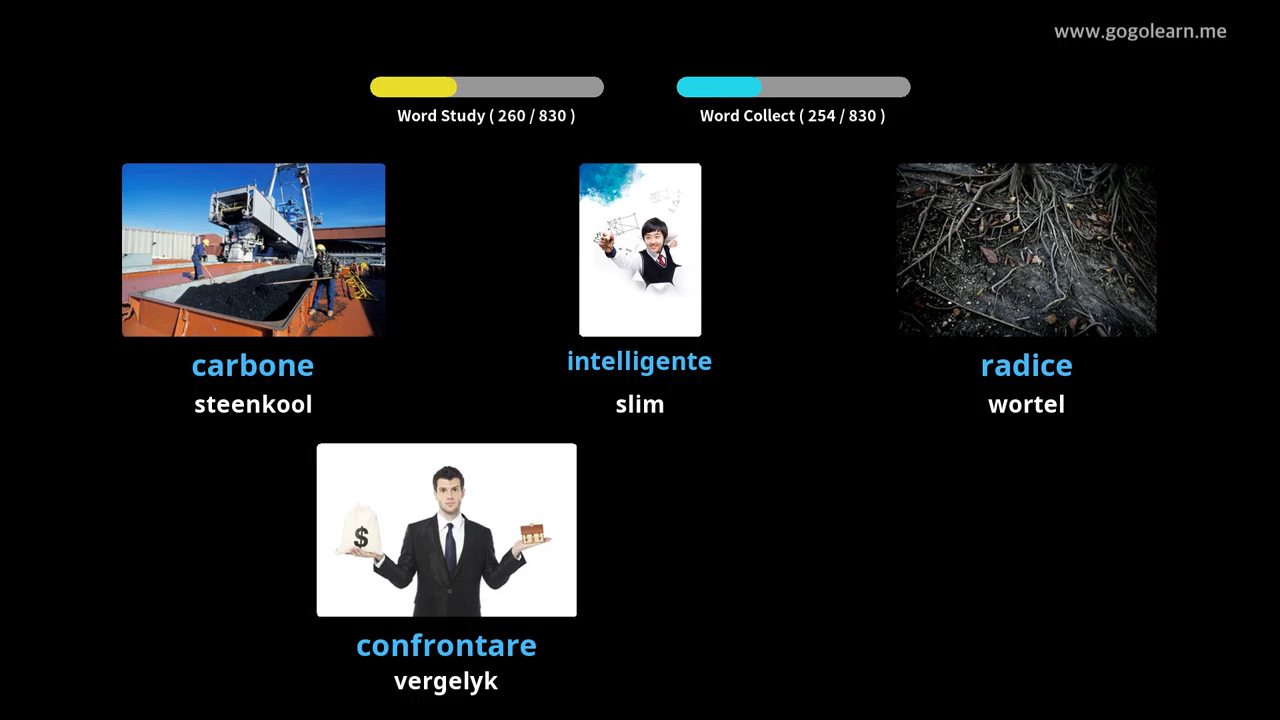 www.gogolearn.me
Word Study ( 260 / 830 )
Word Collect ( 254 / 830 )
carbone
steenkool
intelligente
slim
radice
wortel
$
confrontare
vergelyk